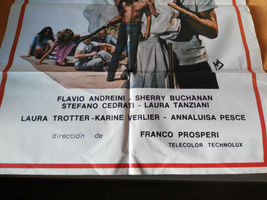 FLAVIO ANDREINI - SHERRY BUCHANAN
STEFANO CEDRATI - LAURA TANZIANI
LAURA TROTTER - KARINE VERLIER - ANNALUISA PESCE
dirección de FRANCO PROSPERI
TELECOLOR TECHNOLUX